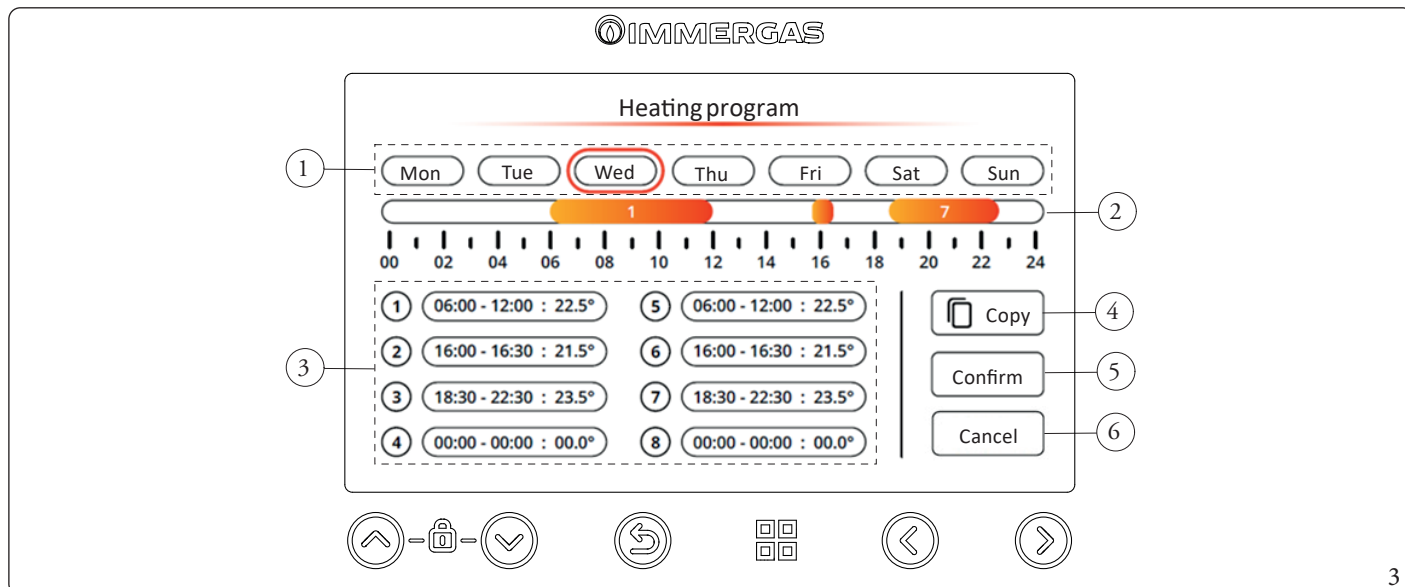 IMMERGAS
Heating program
1
Mon Tue Wed Thu Fri Sat Sun
1 7
2
00 02 04 06 08 10 12 14 16 18 20 22 24
1 06:00 - 12:00 : 22.5° 5 06:00 - 12:00 : 22.5°
Copy
4
2 16:00 - 16:30 : 21.5° 6 16:00 - 16:30 : 21.5°
3
Confirm
5
3 18:30 - 22:30 : 23.5° 7 18:30 - 22:30 : 23.5°
4 00:00 - 00:00 : 00.0° 8 00:00 - 00:00 : 00.0°
Cancel
6
3